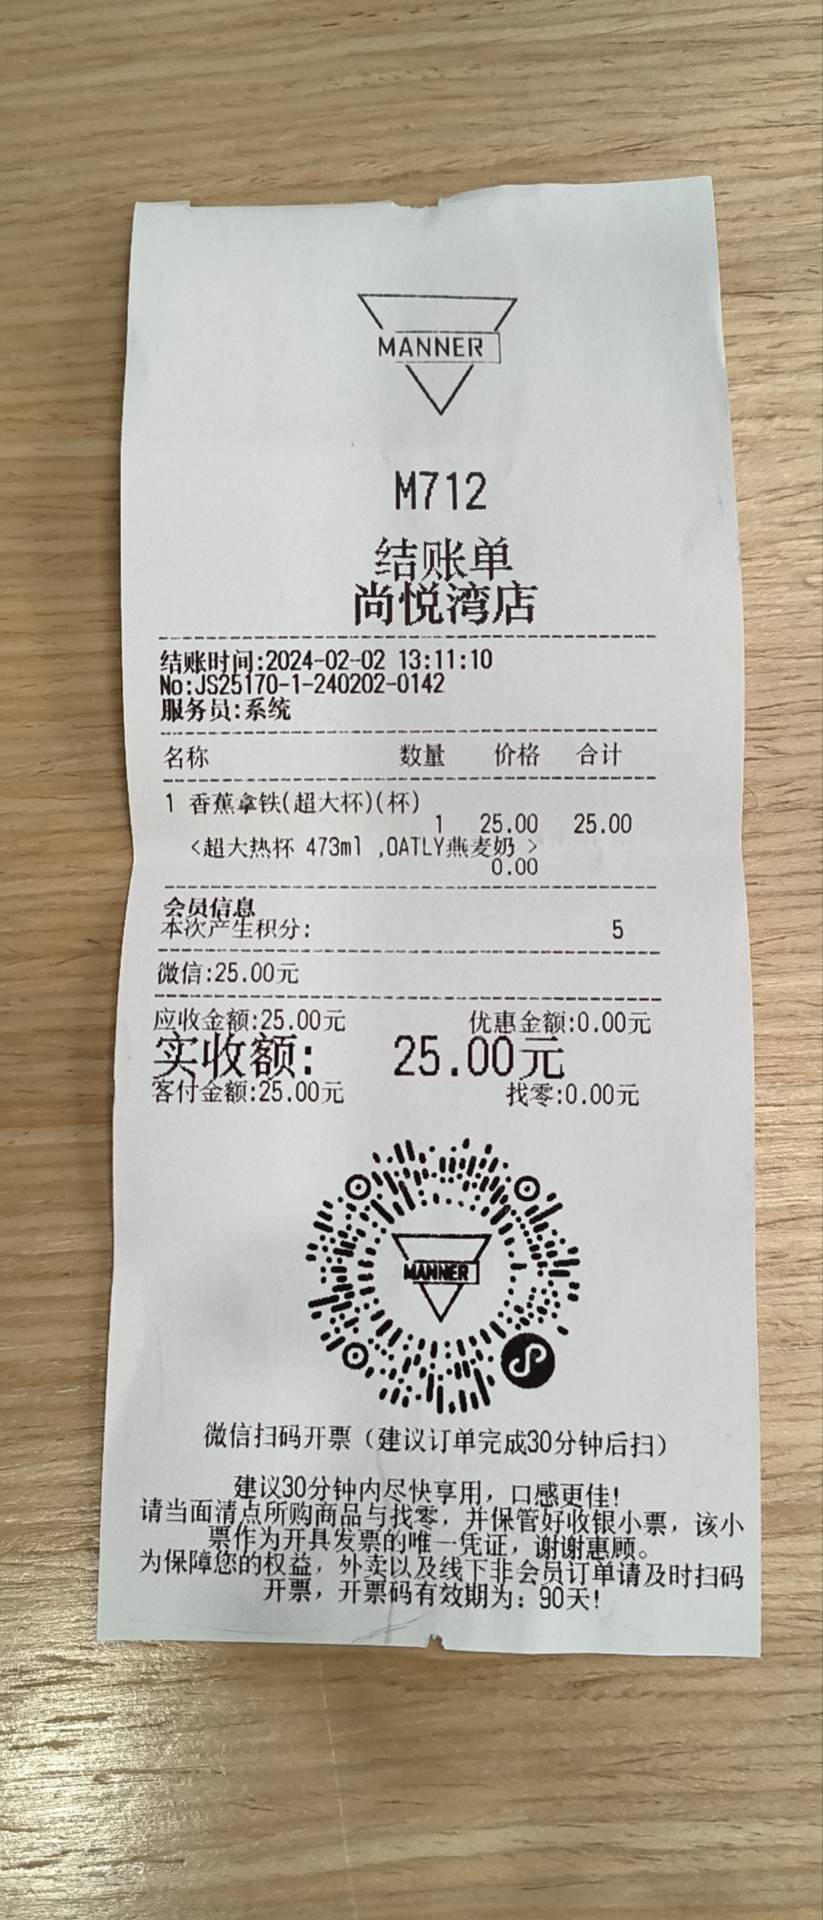 MANNER
M712
结账单
尚悦湾店
结账时间:2024-02-02 13:11:10
No:JS25170-1-240202-0142
服务员:系统
名称 数量 价格 合计
1 香蕉拿铁(超大杯)(杯)
1 25.00 25.00
<超大热杯 473ml ,OATLY燕麦奶 >
0.00
会员信息
本次产生积分: 5
微信:25.00元
应收金额:25.00元 优惠金额:0.00元
实收额: 25.00元
客付金额:25.00元 找零:0.00元
MANNER
微信扫码开票（建议订单完成30分钟后扫）
建议30分钟内尽快享用，口感更佳!
请当面清点所购商品与找零，并保管好收银小票，该小
票作为开具发票的唯一凭证，谢谢惠顾。
为保障您的权益，外卖以及线下非会员订单请及时扫码
开票，开票码有效期为：90天!